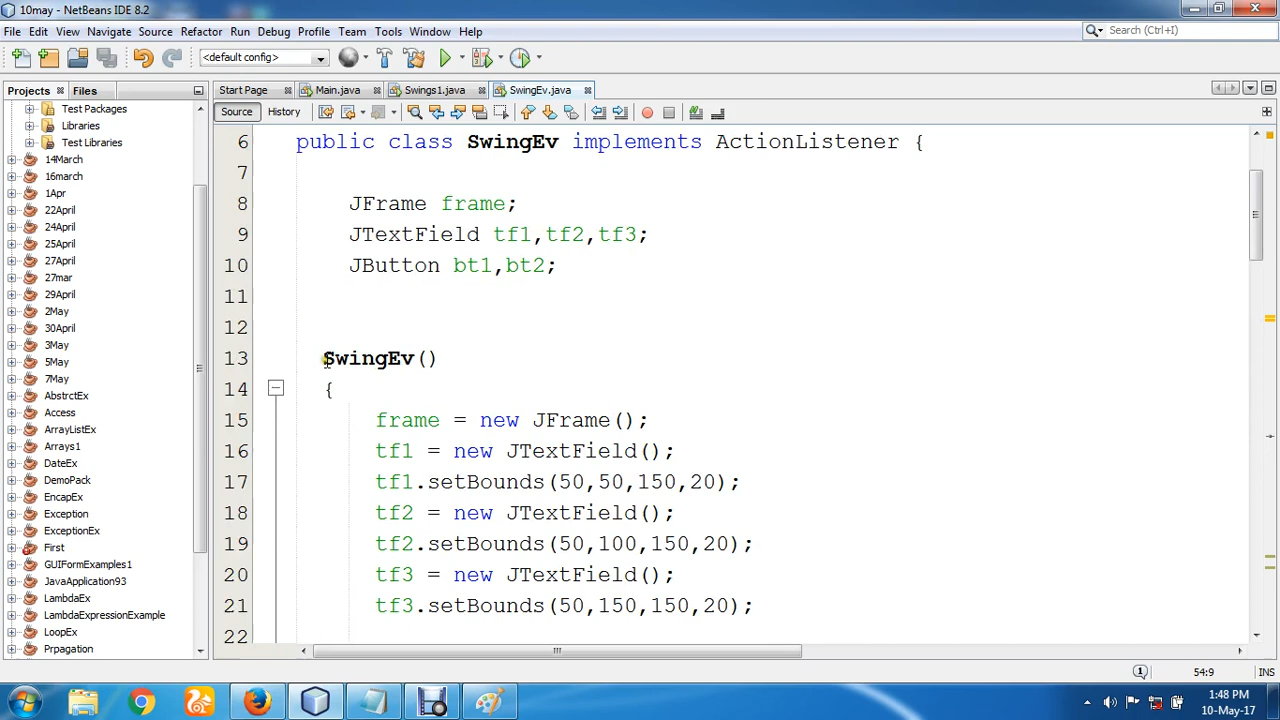 10may - NetBeans IDE 8.2
File Edit View Navigate Source Refactor Run Debug Profile Team Tools Window Help
Search (Ctrl+I)
<default config>
Projects Files
Start Page Main.java Swings1.java SwingEv.java
Source History
Test Packages
Libraries
Test Libraries
14March
16march
1Apr
22April
24April
25April
27April
27mar
29April
2May
30April
3May
5May
7May
AbstrctEx
Access
ArrayListEx
Arrays1
DateEx
DemoPack
EncapEx
Exception
ExceptionEx
First
GUIFormExamples1
JavaApplication93
LambdaEx
LambdaExpressionExample
LoopEx
Prpagation
6 public class SwingEv implements ActionListener {
7
8 JFrame frame;
9 JTextField tf1,tf2,tf3;
10 JButton bt1,bt2;
11
12
13 SwingEv()
14 {
15 frame = new JFrame();
16 tf1 = new JTextField();
17 tf1.setBounds(50,50,150,20);
18 tf2 = new JTextField();
19 tf2.setBounds(50,100,150,20);
20 tf3 = new JTextField();
21 tf3.setBounds(50,150,150,20);
22
1
54:9
INS
1:48 PM
10-May-17